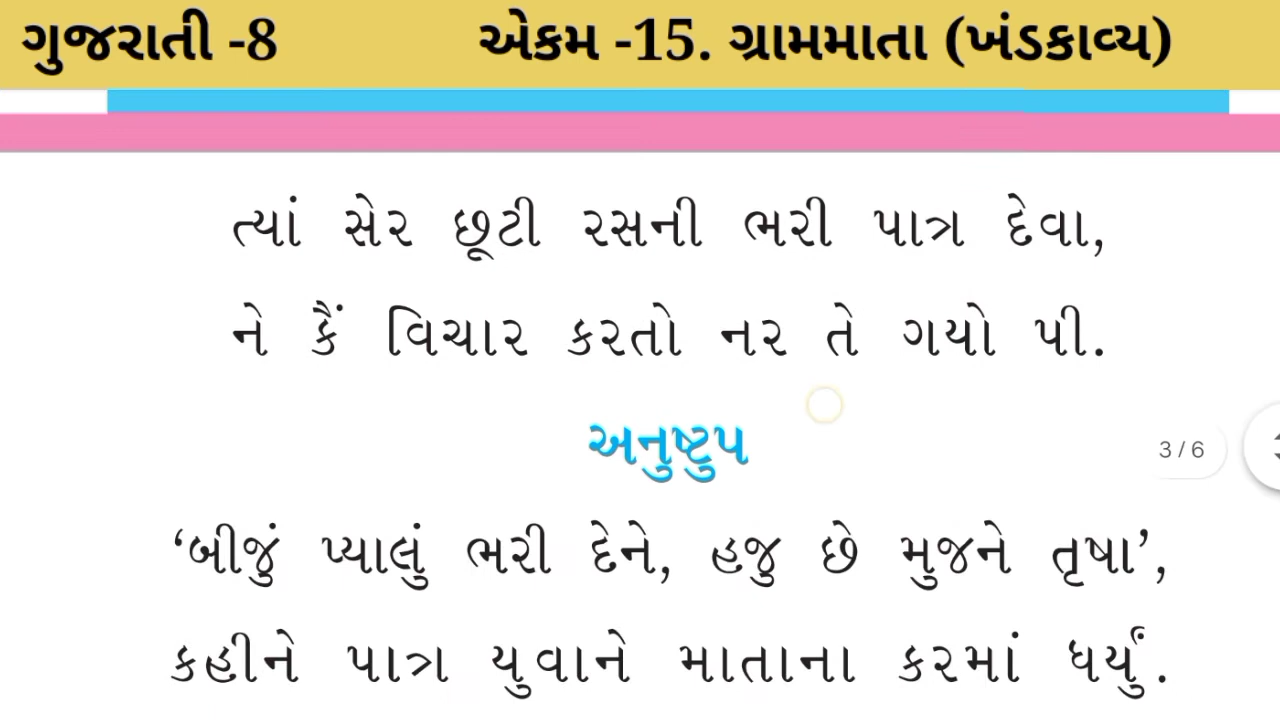 ગુજરાતી -8 એકમ -15. ગ્રામમાતા (ખંડકાવ્ય)
ત્યાં સેર છૂટી રસની ભરી પાત્ર દેવા,
ને કૈં વિચાર કરતો નર તે ગયો પી.
અનુષ્ટુપ
3 / 6
‘બીજું પ્યાલું ભરી દેને, હજુ છે મુજને તૃષા’,
કહીને પાત્ર યુવાને માતાના કરમાં ધર્યું.